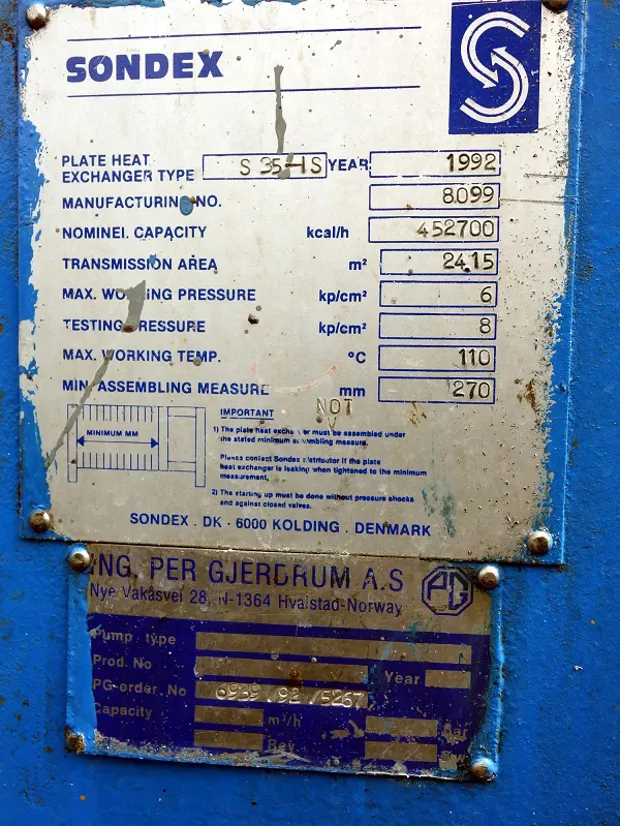 SONDEX
PLATE HEAT
EXCHANGER TYPE S 35-IS YEAR: 1992
MANUFACTURING NO. 8099
NOMINEL CAPACITY kcal/h 452700
TRANSMISSION AREA m² 24.15
MAX. WORKING PRESSURE kp/cm² 6
TESTING PRESSURE kp/cm² 8
MAX. WORKING TEMP. °C 110
MIN. ASSEMBLING MEASURE mm 270
MINIMUM MM
IMPORTANT NOT
1) The plate heat exchanger must be assembled under
the stated minimum assembling measure.
Please contact Sondex distributor if the plate
heat exchanger is leaking when tightened to the minimum
measurement.
2) The starting up must be done without pressure shocks
and against closed valves.
SONDEX . DK - 6000 KOLDING . DENMARK
ING. PER GJERDRUM A.S PG
Nye Vakåsvei 28, N-1364 Hvalstad-Norway
Pump type
Prod. No Year
PG-order. No 6939/92/5267
Capacity m³/h Bar
Rev